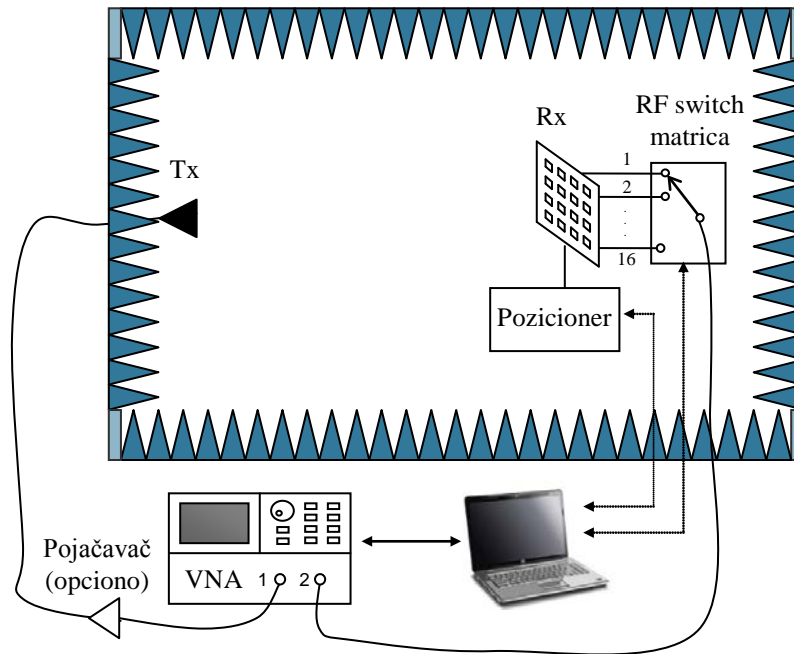 Tx
Rx
RF switch
matrica
1
2
16
Pozicioner
Pojačavač
(opciono)
VNA
1
2